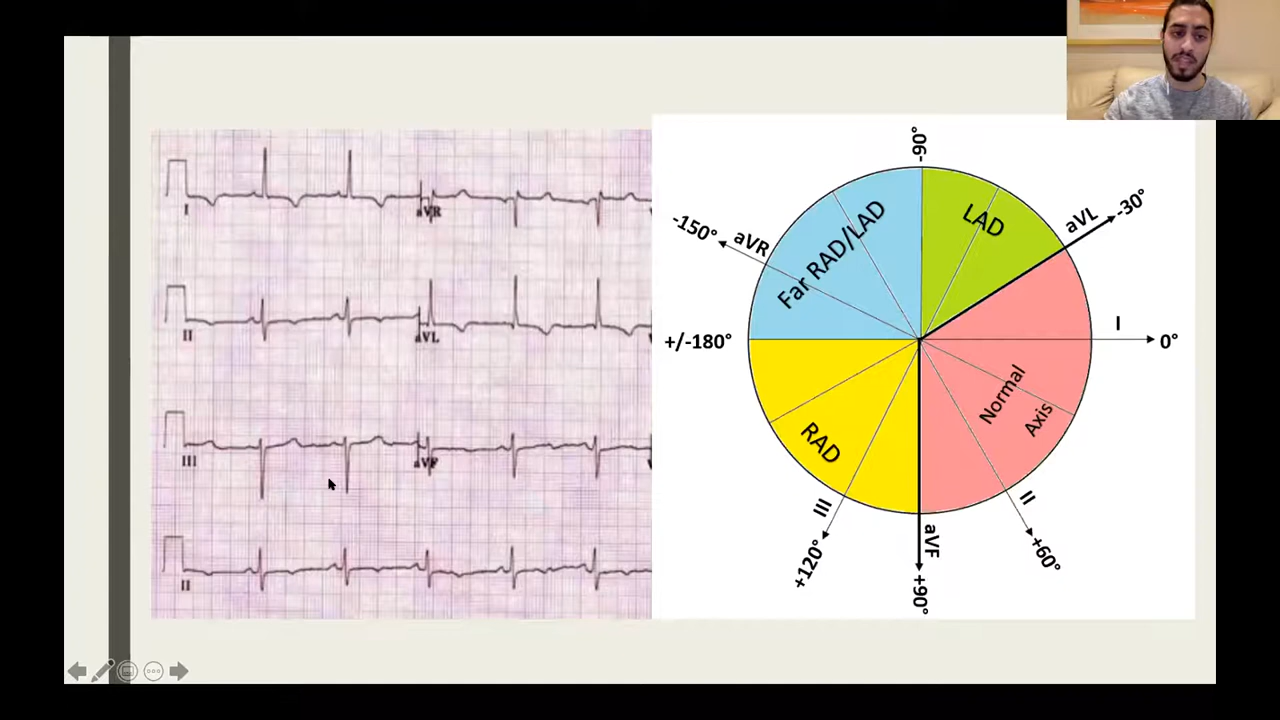 I
aVR
II
aVL
III
aVF
II
-90°
-150° aVR
Far RAD/LAD
LAD
aVL -30°
+/-180°
I
0°
Normal
Axis
RAD
III
+120°
aVF
+90°
II
+60°